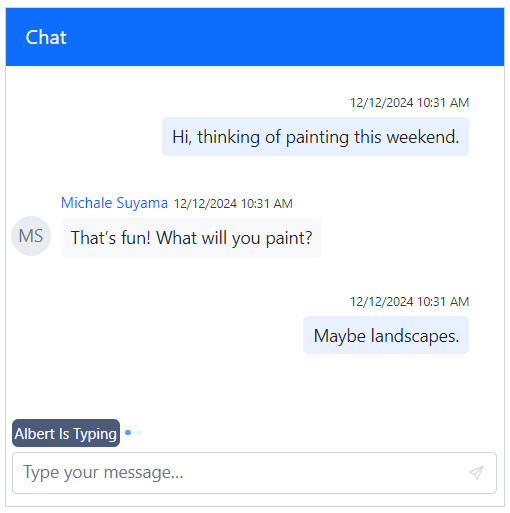 Chat
12/12/2024 10:31 AM
Hi, thinking of painting this weekend.
Michale Suyama 12/12/2024 10:31 AM
MS
That's fun! What will you paint?
12/12/2024 10:31 AM
Maybe landscapes.
Albert Is Typing
Type your message...